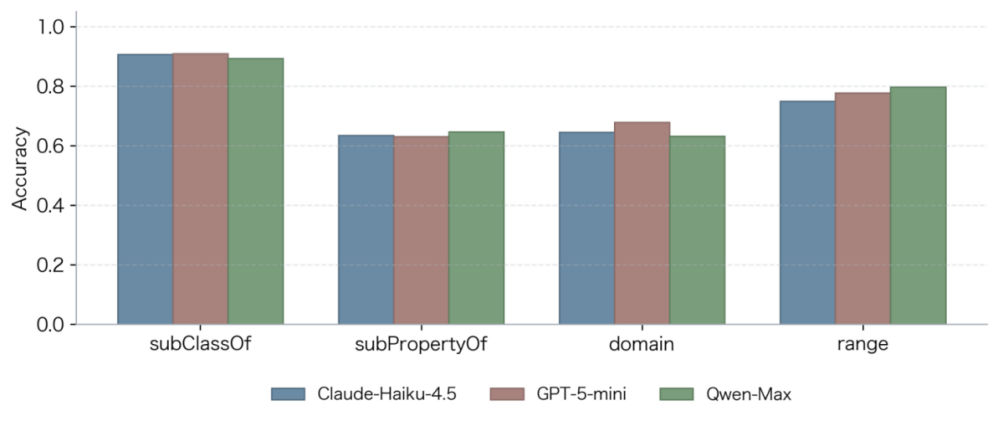 1.0
0.8
0.6
0.4
0.2
0.0
Accuracy
subClassOf subPropertyOf domain range
Claude-Haiku-4.5 GPT-5-mini Qwen-Max